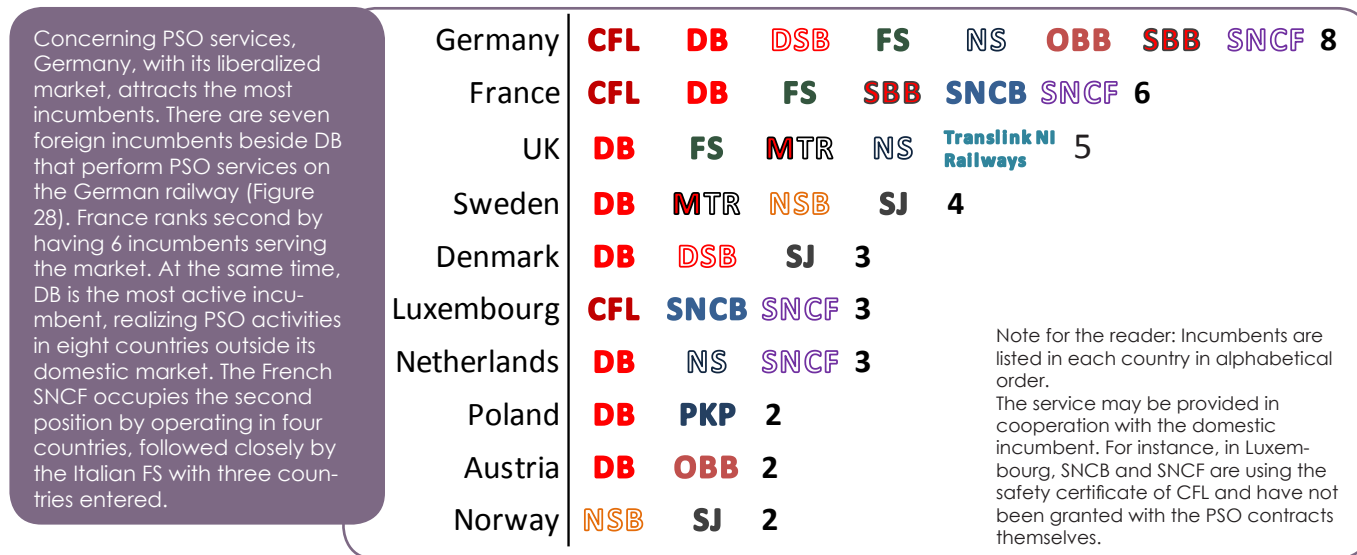 Concerning PSO services,
Germany, with its liberalized
market, attracts the most
incumbents. There are seven
foreign incumbents beside DB
that perform PSO services on
the German railway (Figure
28). France ranks second by
having 6 incumbents serving
the market. At the same time,
DB is the most active incu-
mbent, realizing PSO activities
in eight countries outside its
domestic market. The French
SNCF occupies the second
position by operating in four
countries, followed closely by
the Italian FS with three coun-
tries entered.
Germany CFL DB DSB FS NS OBB SBB SNCF 8
France CFL DB FS SBB SNCB SNCF 6
UK DB FS MTR NS Translink NI Railways 5
Sweden DB MTR NSB SJ 4
Denmark DB DSB SJ 3
Luxembourg CFL SNCB SNCF 3
Netherlands DB NS SNCF 3
Poland DB PKP 2
Austria DB OBB 2
Norway NSB SJ 2
Note for the reader: Incumbents are
listed in each country in alphabetical
order.
The service may be provided in
cooperation with the domestic
incumbent. For instance, in Luxem-
bourg, SNCB and SNCF are using the
safety certificate of CFL and have not
been granted with the PSO contracts
themselves.